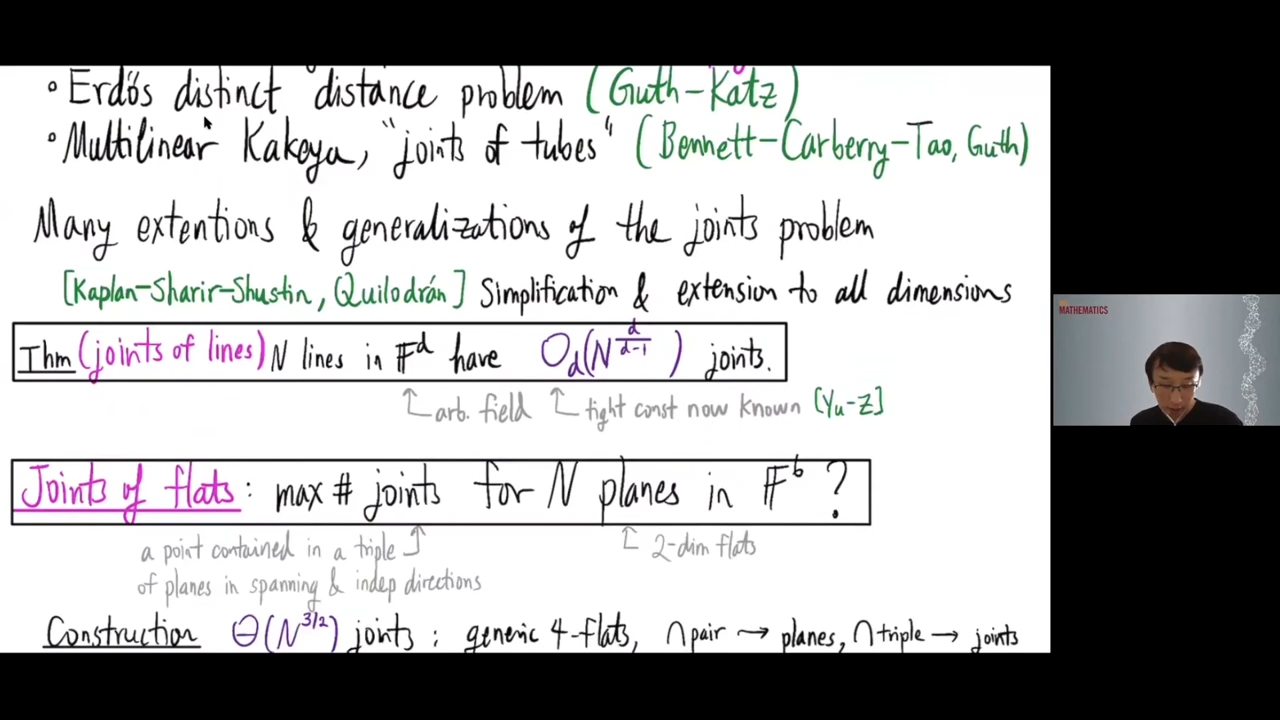 ◦ Erdős distinct distance problem (Guth-Katz)
◦ Multilinear Kakeya, "joints of tubes" (Bennett-Carberry-Tao, Guth)
Many extentions & generalizations of the joints problem
[Kaplan-Sharir-Shustin, Quilodrán] Simplification & extension to all dimensions
Thm (joints of lines) N lines in 𝔽^d have O_d(N^{d/(d-1)}) joints.
arb. field tight const now known [Yu-Z]
Joints of flats: max # joints for N planes in 𝔽^6 ?
a point contained in a triple 2-dim flats
of planes in spanning & indep directions
Construction Θ(N^{3/2}) joints: generic 4-flats, ∩pair → planes, ∩triple → joints
MATHEMATICS